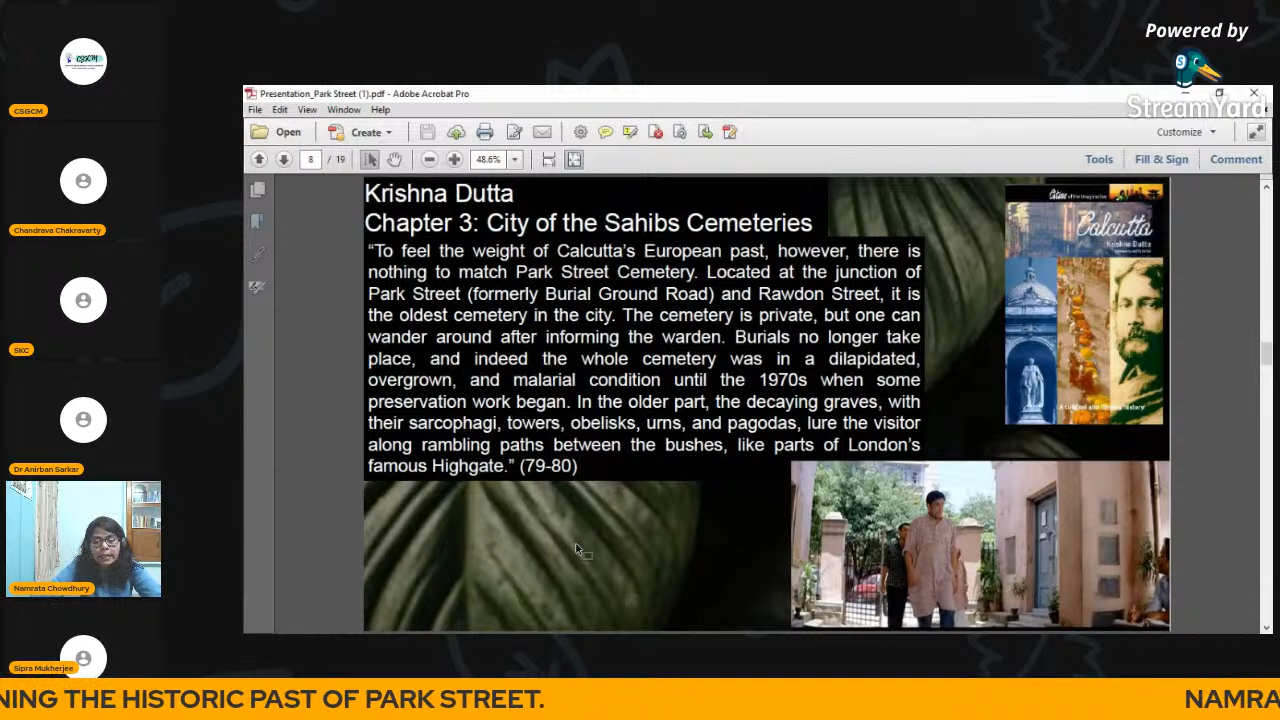 Powered by
StreamYard
CSGCM
Chandrava Chakravarty
SKC
Dr Anirban Sarkar
Namrata Chowdhury
Sipra Mukherjee
Presentation_Park Street (1).pdf - Adobe Acrobat Pro
File Edit View Window Help
Open Create Customize
8 / 19 48.6% Tools Fill & Sign Comment
Krishna Dutta
Chapter 3: City of the Sahibs Cemeteries
“To feel the weight of Calcutta’s European past, however, there is
nothing to match Park Street Cemetery. Located at the junction of
Park Street (formerly Burial Ground Road) and Rawdon Street, it is
the oldest cemetery in the city. The cemetery is private, but one can
wander around after informing the warden. Burials no longer take
place, and indeed the whole cemetery was in a dilapidated,
overgrown, and malarial condition until the 1970s when some
preservation work began. In the older part, the decaying graves, with
their sarcophagi, towers, obelisks, urns, and pagodas, lure the visitor
along rambling paths between the bushes, like parts of London’s
famous Highgate.” (79-80)
Cities of the Imagination
Calcutta
Krishna Dutta
A cultural and literary history
NING THE HISTORIC PAST OF PARK STREET.
NAMRA